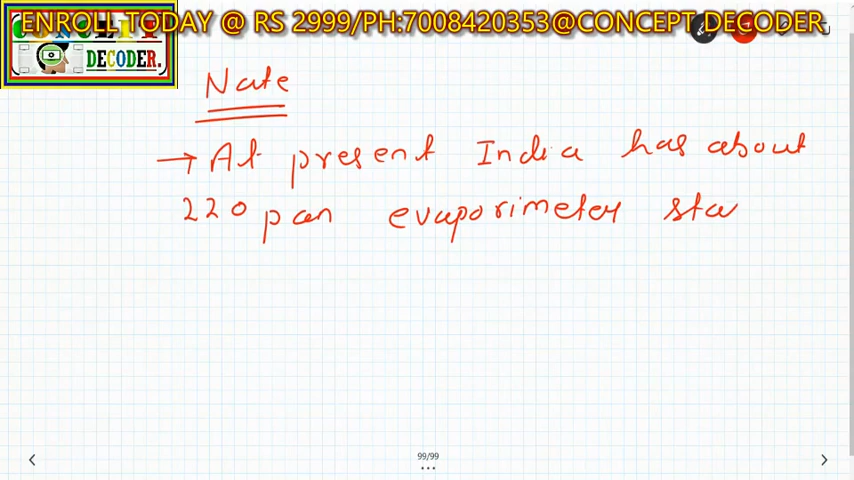 ENROLL TODAY @ RS 2999/PH:7008420353@CONCEPT DECODER
DECODER.
Note
→ At present India has about
220 pan evaporimeter sta
99/99